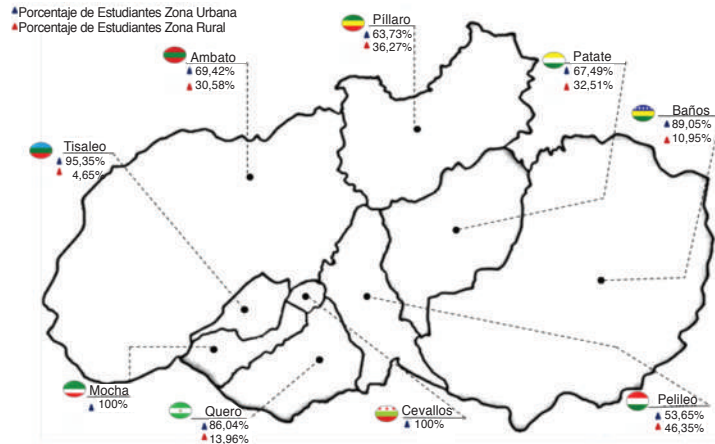 Porcentaje de Estudiantes Zona Urbana
Porcentaje de Estudiantes Zona Rural
Píllaro
63,73%
36,27%
Ambato
69,42%
30,58%
Patate
67,49%
32,51%
Baños
89,05%
10,95%
Tisaleo
95,35%
4,65%
Mocha
100%
Quero
86,04%
13,96%
Cevallos
100%
Pelileo
53,65%
46,35%